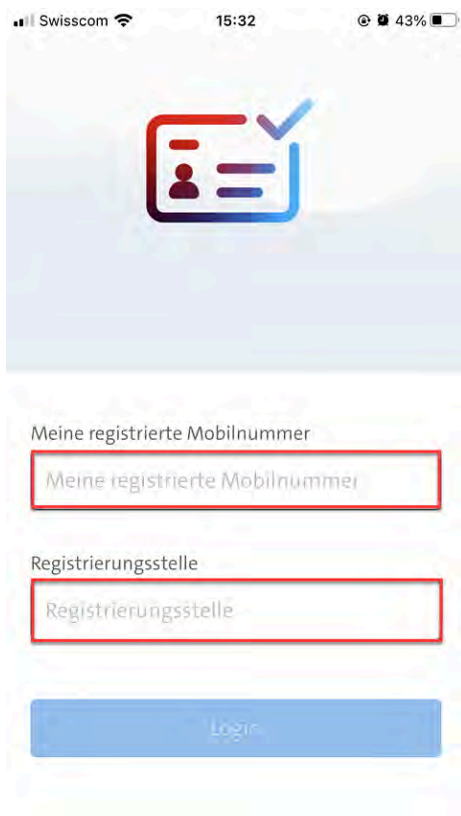 Swisscom 15:32 43%
Meine registrierte Mobilnummer
Meine registrierte Mobilnummer
Registrierungsstelle
Registrierungsstelle
Login